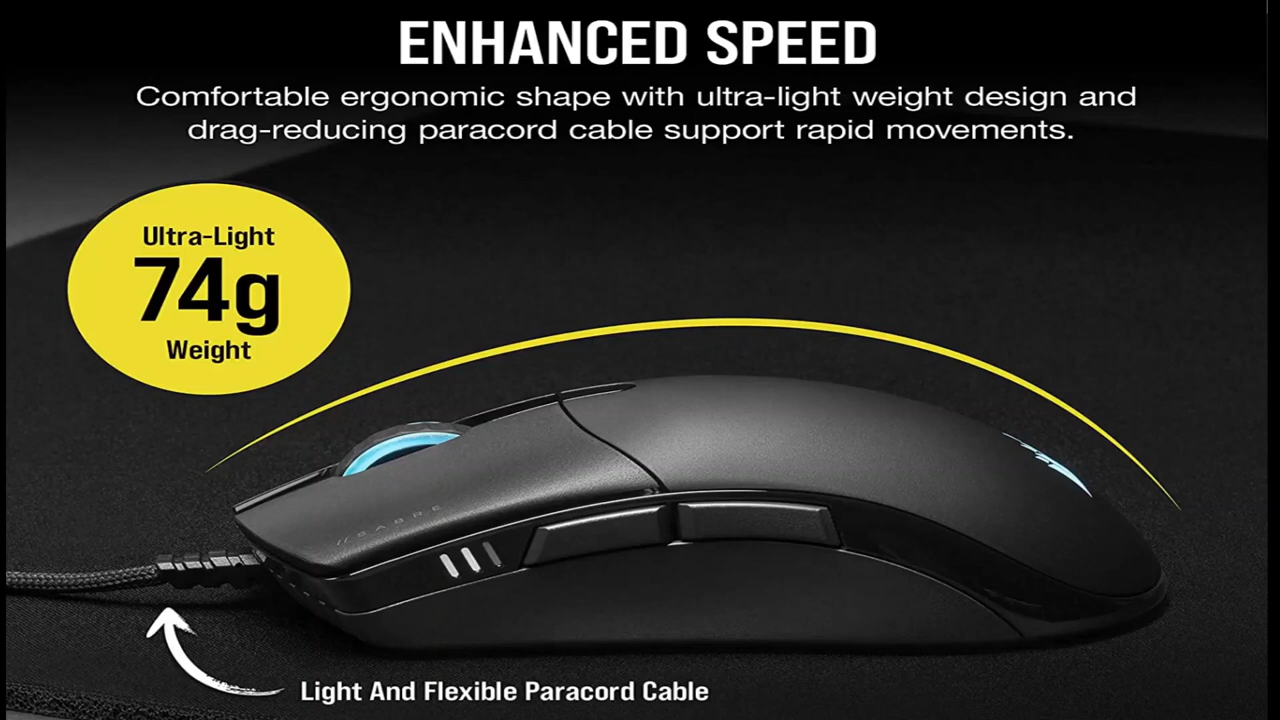 ENHANCED SPEED
Comfortable ergonomic shape with ultra-light weight design and
drag-reducing paracord cable support rapid movements.
Ultra-Light
74g
Weight
// SABRE
Light And Flexible Paracord Cable